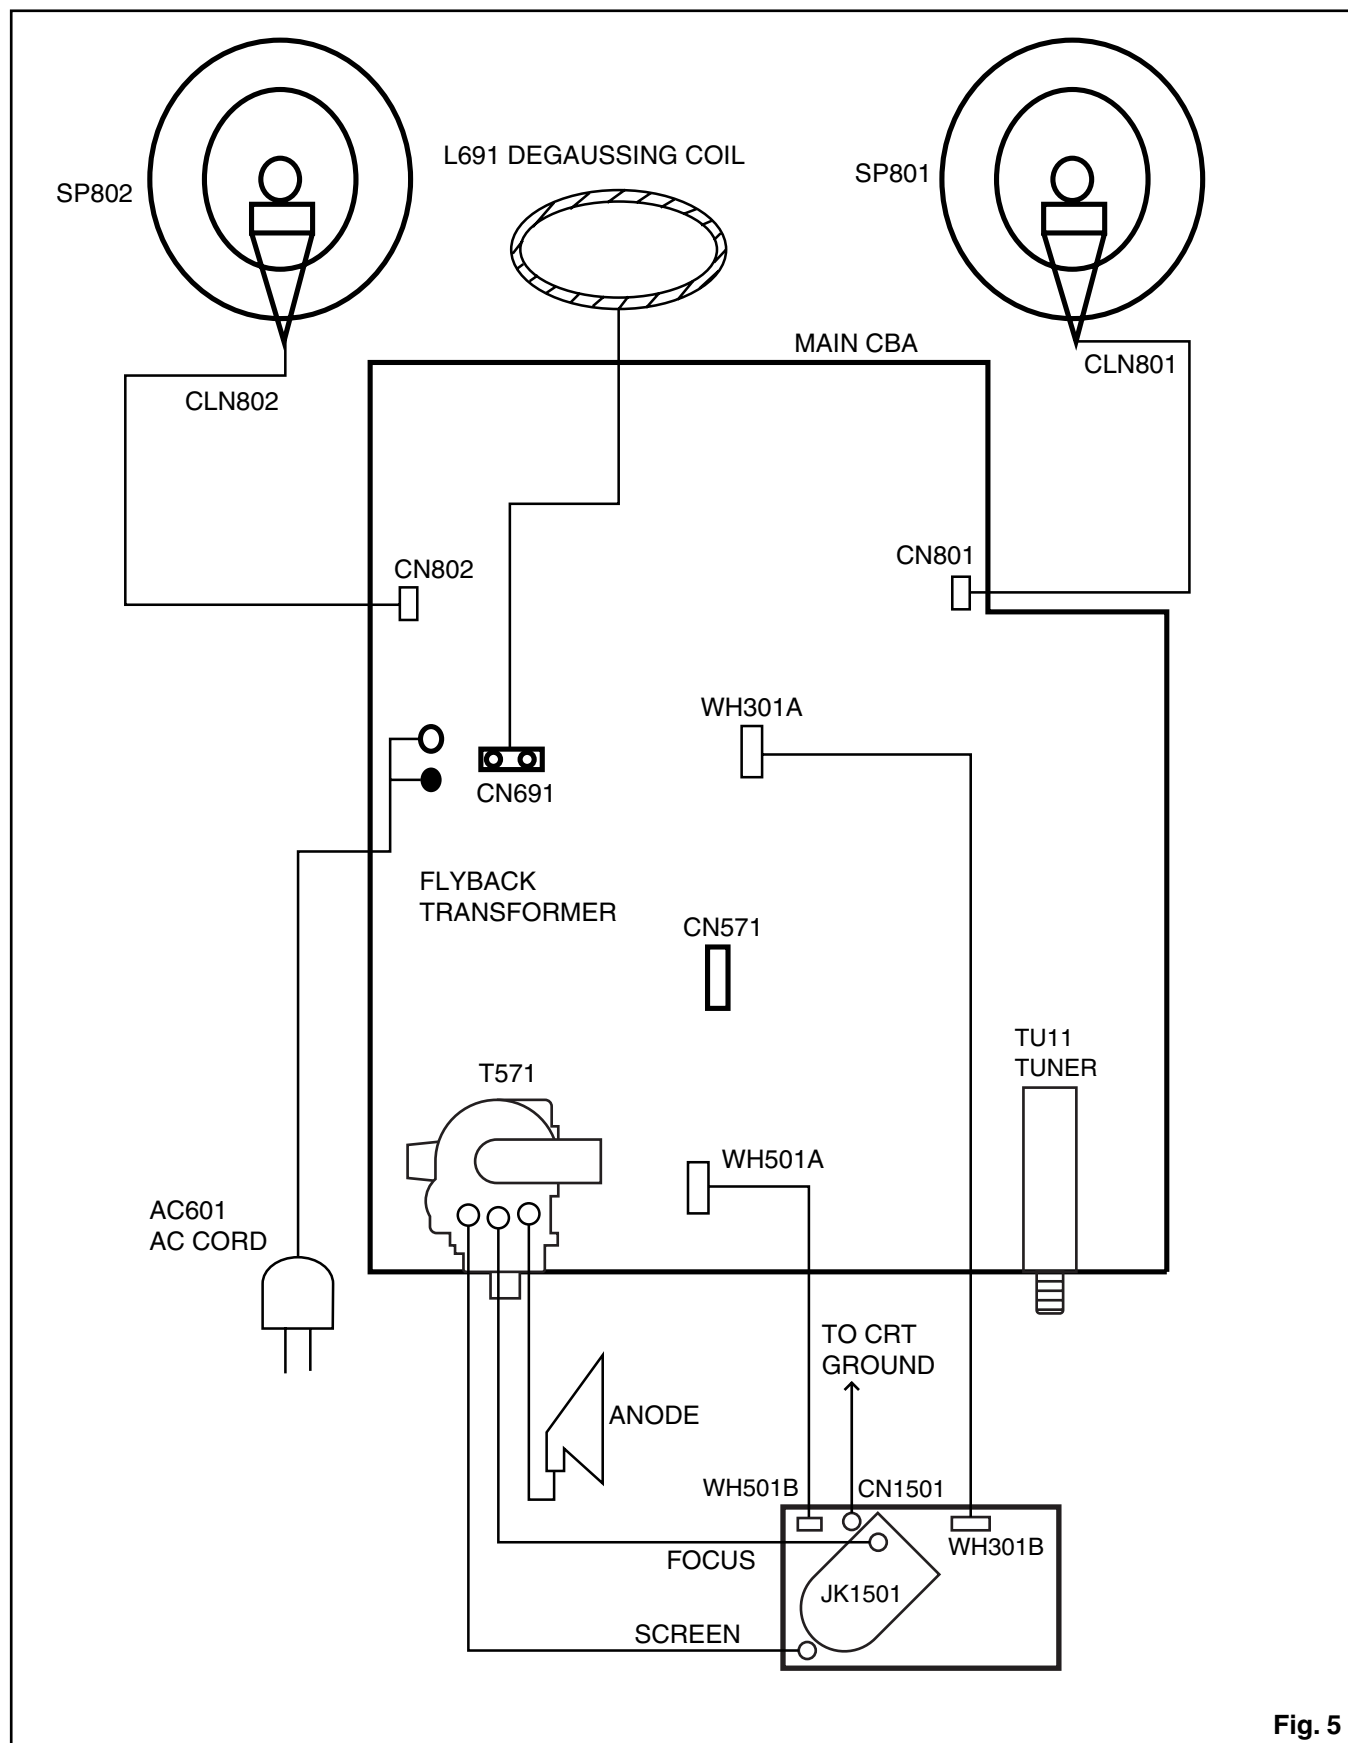 L691 DEGAUSSING COIL
SP802
SP801
MAIN CBA
CLN801
CLN802
CN802
CN801
WH301A
CN691
FLYBACK
TRANSFORMER
CN571
TU11
TUNER
T571
WH501A
AC601
AC CORD
TO CRT
GROUND
ANODE
WH501B
CN1501
WH301B
FOCUS
JK1501
SCREEN
Fig. 5